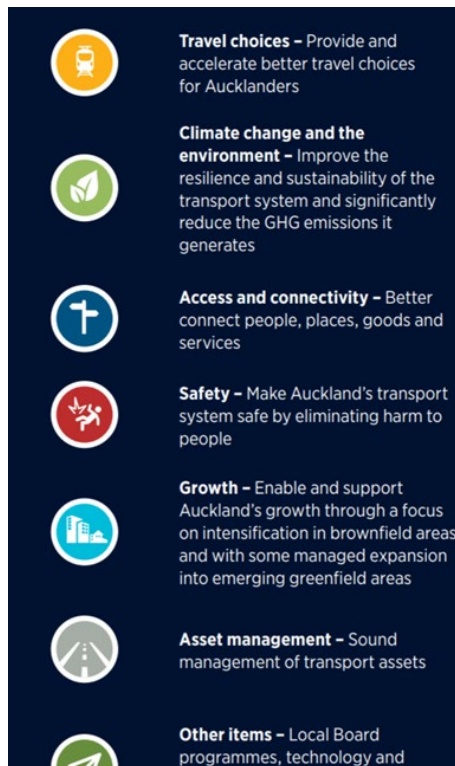 Travel choices – Provide and
accelerate better travel choices
for Aucklanders
Climate change and the
environment – Improve the
resilience and sustainability of the
transport system and significantly
reduce the GHG emissions it
generates
Access and connectivity – Better
connect people, places, goods and
services
Safety – Make Auckland's transport
system safe by eliminating harm to
people
Growth – Enable and support
Auckland's growth through a focus
on intensification in brownfield areas
and with some managed expansion
into emerging greenfield areas
Asset management – Sound
management of transport assets
Other items – Local Board
programmes, technology and